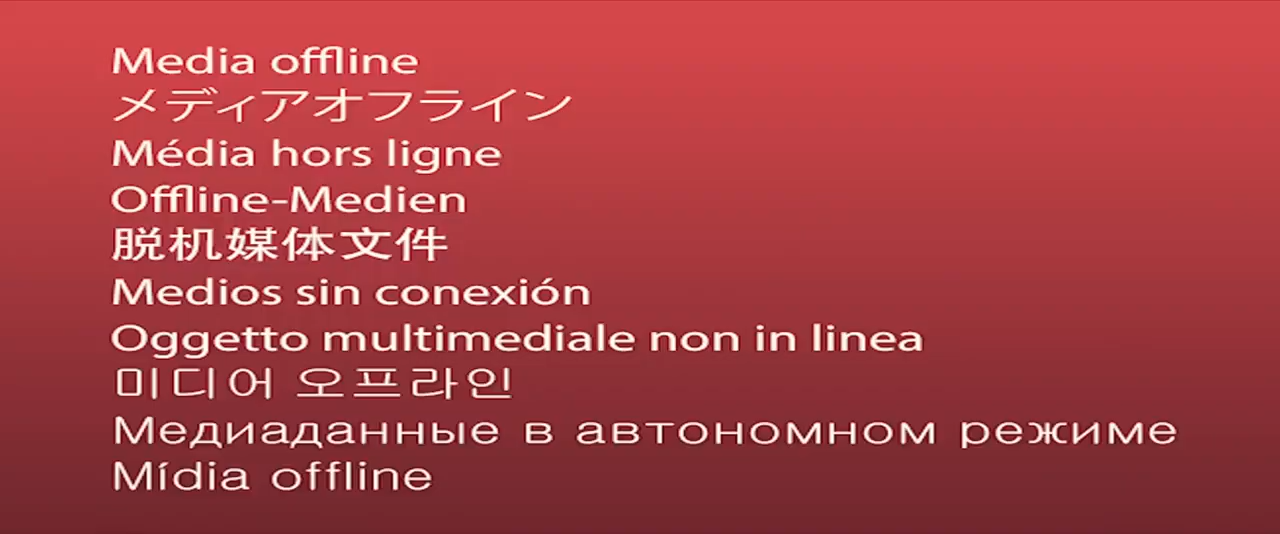 Media offline
メディアオフライン
Média hors ligne
Offline-Medien
脱机媒体文件
Medios sin conexión
Oggetto multimediale non in linea
미디어 오프라인
Медиаданные в автономном режиме
Mídia offline